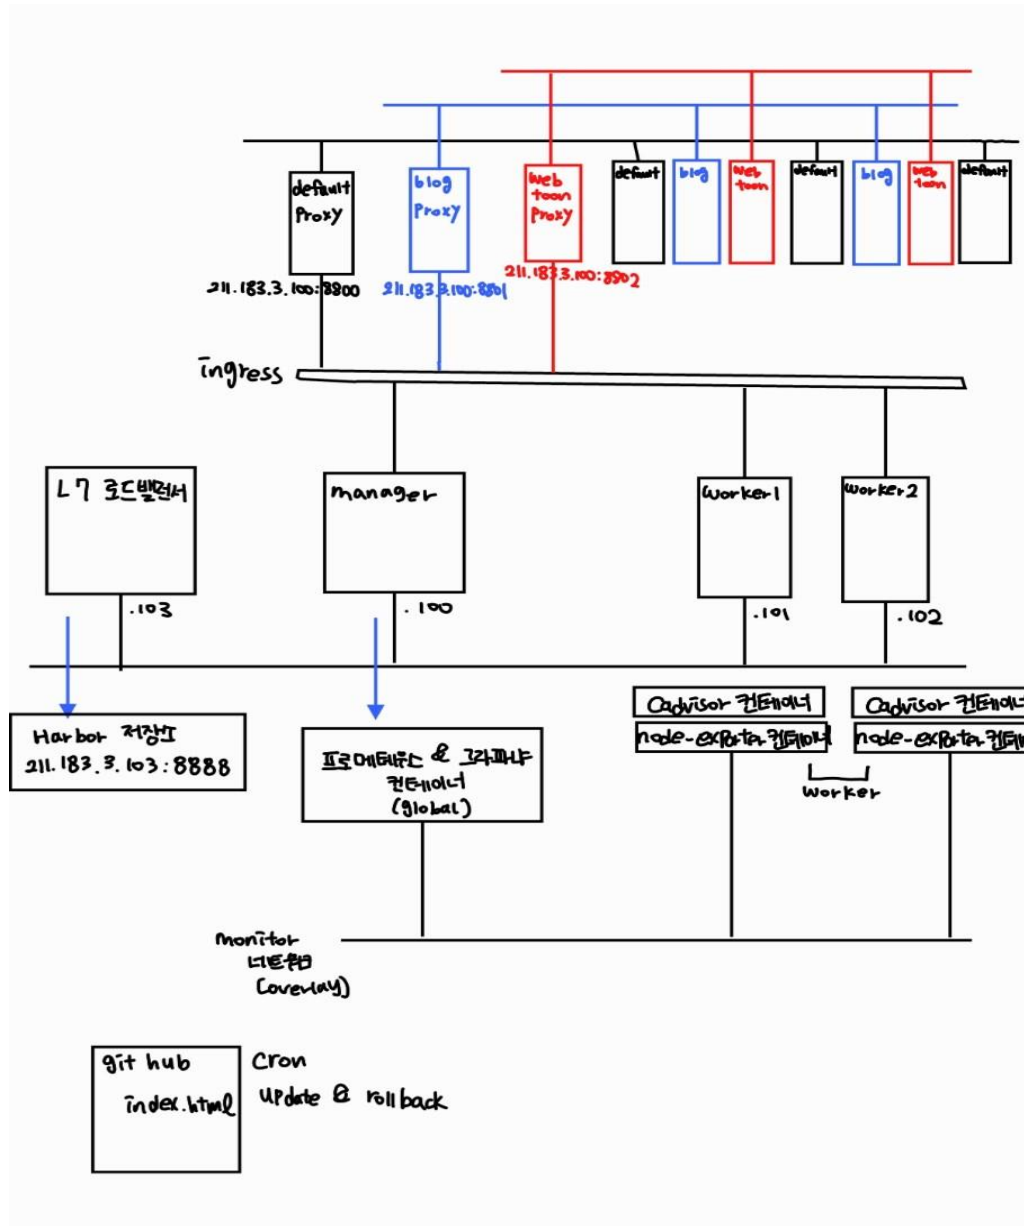 default
Proxy
blog
Proxy
Web
toon
Proxy
default
blog
Web
toon
default
blog
Web
toon
default
211.183.3.100:8800
211.183.3.100:8801
211.183.3.100:8802
ingress
L7 로드밸런서
manager
worker1
worker2
.103
.100
.101
.102
Harbor 저장소
211.183.3.103:8888
프로메테우스 & 그라파나
컨테이너
(global)
Cadvisor 컨테이너
node-exporter 컨테이너
Cadvisor 컨테이너
node-exporter 컨테
worker
monitor
네트워크
(overlay)
git hub
index.html
Cron
update & rollback